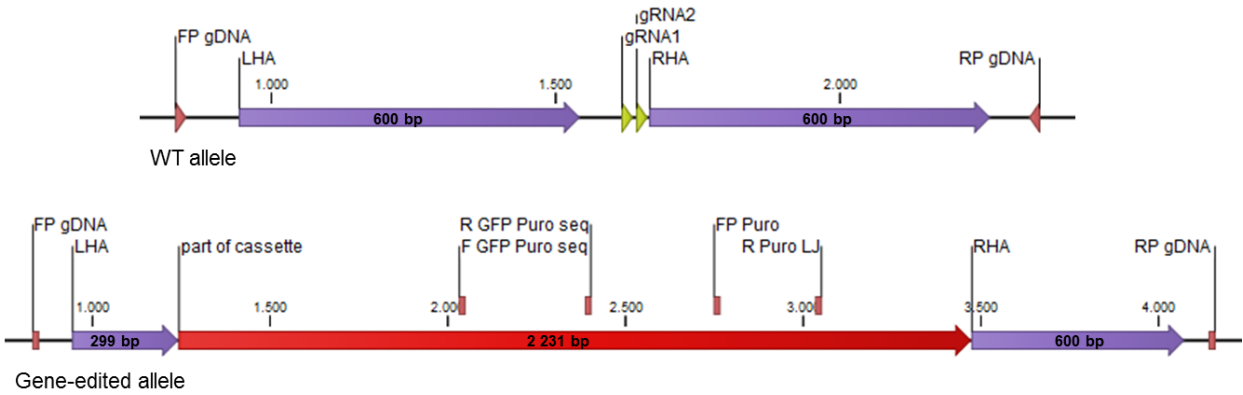 gRNA2
FP gDNA
gRNA1
LHA
RHA
RP gDNA
1.000
1.500
2.000
600 bp
600 bp
WT allele
FP gDNA
R GFP Puro seq
FP Puro
LHA
part of cassette
F GFP Puro seq
R Puro LJ
RHA
RP gDNA
1.000
1.500
2.000
2.500
3.000
3.500
4.000
299 bp
2 231 bp
600 bp
Gene-edited allele